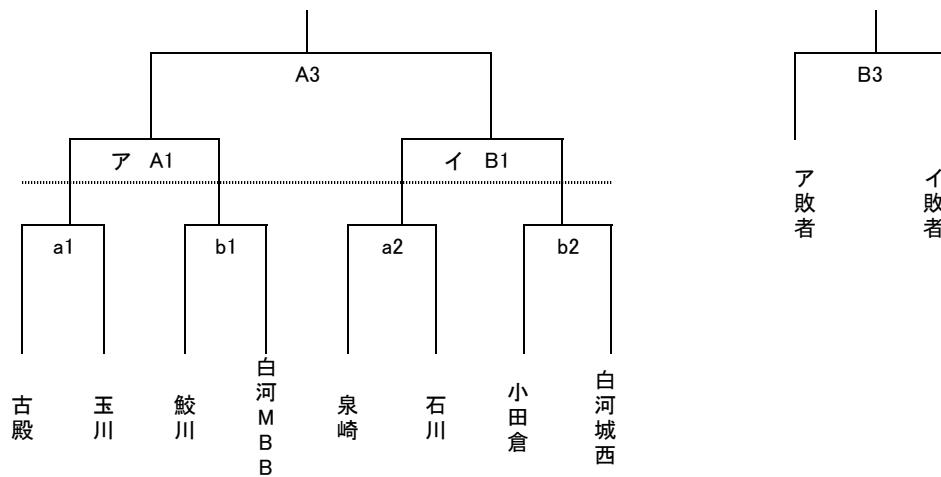 A3
B3
ア A1
イ B1
ア敗者
イ敗者
a1
b1
a2
b2
古殿
玉川
鮫川
白河MBB
泉崎
石川
小田倉
白河城西